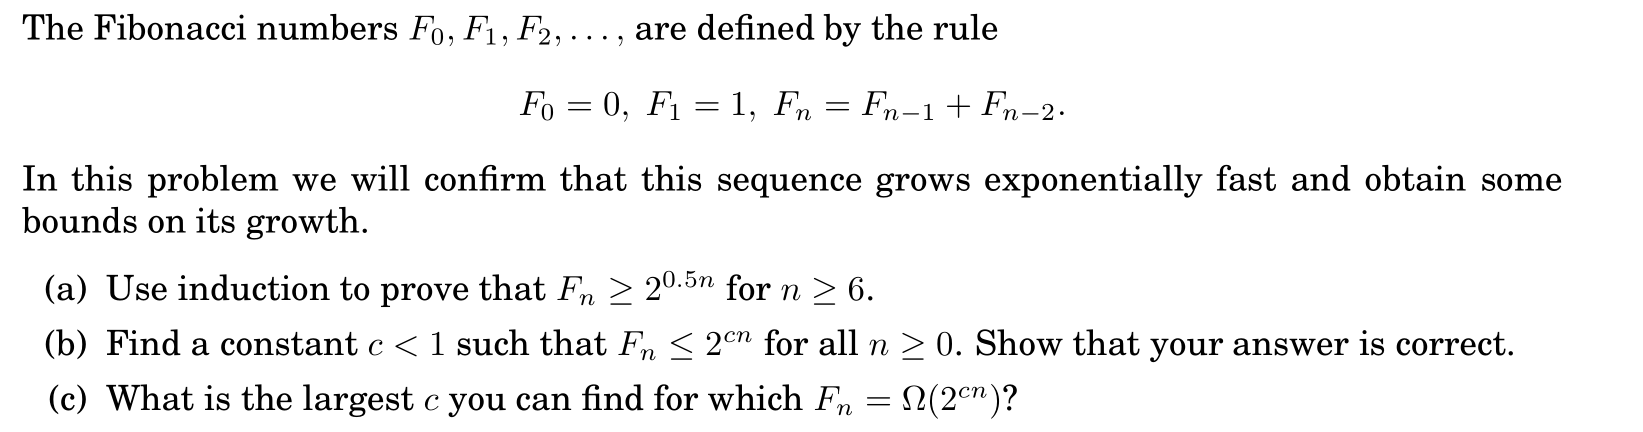 The Fibonacci numbers F₀, F₁, F₂, . . . , are defined by the rule
F₀ = 0, F₁ = 1, Fₙ = Fₙ₋₁ + Fₙ₋₂.
In this problem we will confirm that this sequence grows exponentially fast and obtain some
bounds on its growth.
(a) Use induction to prove that Fₙ ≥ 2^{0.5n} for n ≥ 6.
(b) Find a constant c < 1 such that Fₙ ≤ 2^{cn} for all n ≥ 0. Show that your answer is correct.
(c) What is the largest c you can find for which Fₙ = Ω(2^{cn})?